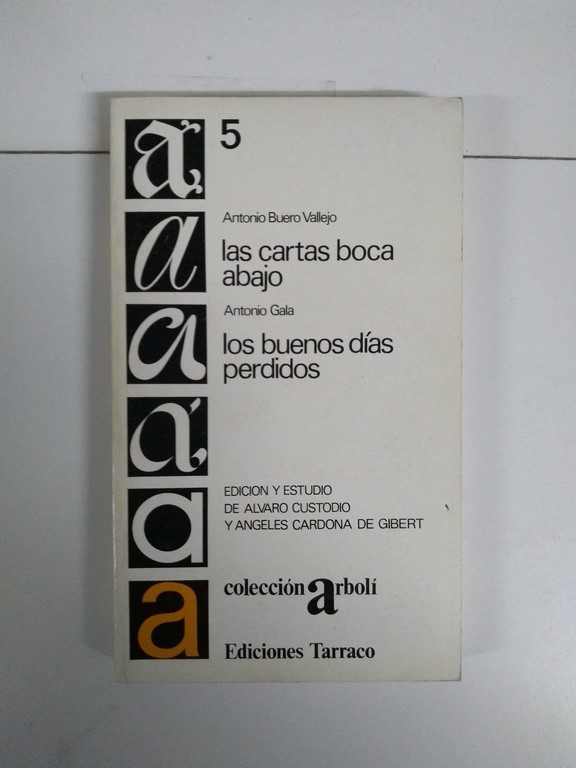 a
5
a
Antonio Buero Vallejo
las cartas boca
abajo
a
Antonio Gala
los buenos días
perdidos
a
a
EDICION Y ESTUDIO
DE ALVARO CUSTODIO
Y ANGELES CARDONA DE GIBERT
a
colección arbolí
Ediciones Tarraco